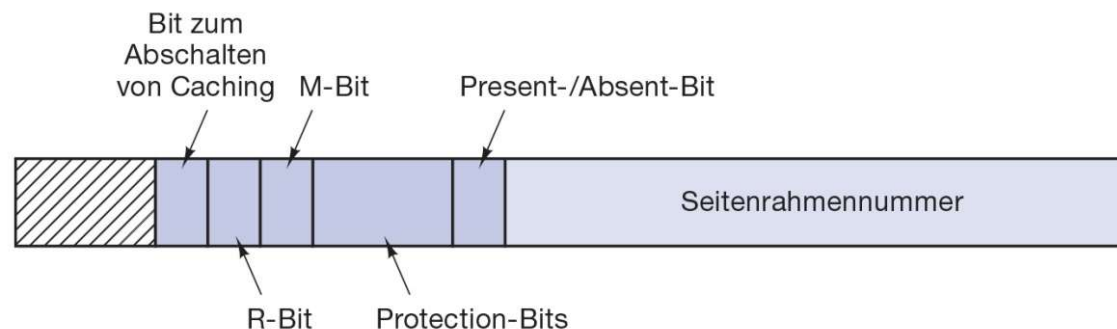 Bit zum
Abschalten
von Caching
M-Bit
Present-/Absent-Bit
Seitenrahmennummer
R-Bit
Protection-Bits